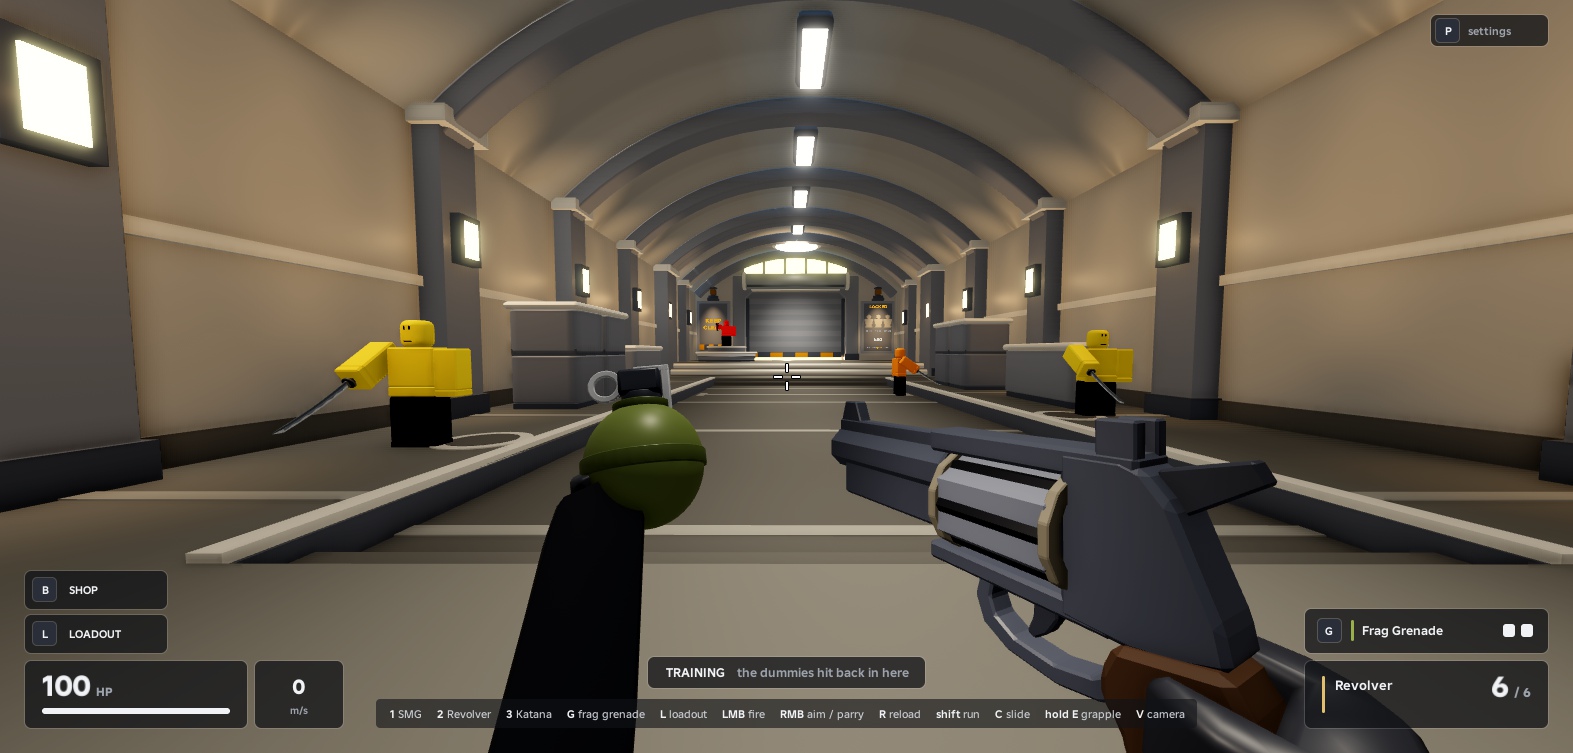 P settings
LOCKED
B SHOP
L LOADOUT
100 HP
0
m/s
TRAINING the dummies hit back in here
1 SMG 2 Revolver 3 Katana G frag grenade L loadout LMB fire RMB aim / parry R reload shift run C slide hold E grapple V camera
G Frag Grenade
Revolver 6 / 6